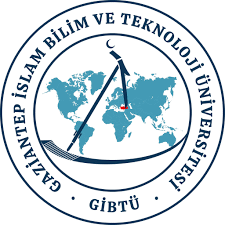 GAZİANTEP İSLAM BİLİM VE TEKNOLOJİ ÜNİVERSİTESİ
· GİBTÜ ·